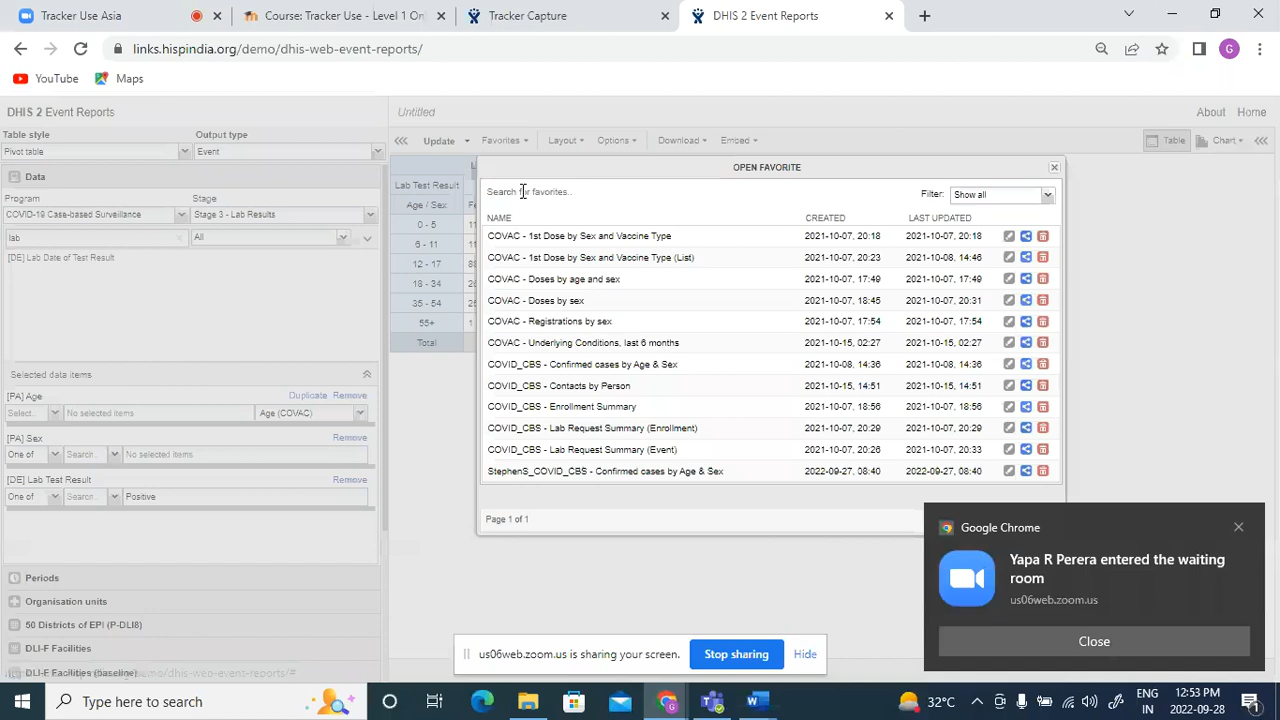 Zoom User Asia
Course: Tracker Use - Level 1 Onl
Tracker Capture
DHIS 2 Event Reports
links.hispindia.org/demo/dhis-web-event-reports/
G
YouTube
Maps
DHIS 2 Event Reports
Untitled
About
Home
Table style
Output type
Pivot table
Event
Update
Favorites
Layout
Options
Download
Embed
Table
Chart
Data
Program
Stage
COVID-19 Case-based Surveillance
Stage 3 - Lab Results
lab
All
[DE] Lab Date of Test Result
Selected data items
[PA] Age
Duplicate
Remove
Select..
No selected items
Age (COVAC)
[PA] Sex
Remove
One of
Search..
No selected items
[DE] Lab Test Result
Remove
One of
Search..
Positive
Periods
Organisation units
50 Districts of EPI (P-DLI8)
DLI-F Facilities
DLI-F Facilities (baseline)
Lab Test Result
Age / Sex
0 - 5
6 - 11
12 - 17
18 - 34
35 - 54
55+
Total
OPEN FAVORITE
Search for favorites..
Filter:
Show all
NAME CREATED LAST UPDATED
COVAC - 1st Dose by Sex and Vaccine Type 2021-10-07, 20:18 2021-10-07, 20:18
COVAC - 1st Dose by Sex and Vaccine Type (List) 2021-10-07, 20:23 2021-10-08, 14:46
COVAC - Doses by age and sex 2021-10-07, 17:49 2021-10-07, 17:49
COVAC - Doses by sex 2021-10-07, 18:45 2021-10-07, 20:31
COVAC - Registrations by sex 2021-10-07, 17:54 2021-10-07, 17:54
COVAC - Underlying Conditions, last 6 months 2021-10-15, 02:27 2021-10-15, 02:27
COVID_CBS - Confirmed cases by Age & Sex 2021-10-08, 14:36 2021-10-08, 14:36
COVID_CBS - Contacts by Person 2021-10-15, 14:51 2021-10-15, 14:51
COVID_CBS - Enrollment Summary 2021-10-07, 18:56 2021-10-07, 18:56
COVID_CBS - Lab Request Summary (Enrollment) 2021-10-07, 20:29 2021-10-07, 20:29
COVID_CBS - Lab Request Summary (Event) 2021-10-07, 20:26 2021-10-07, 20:33
StephenS_COVID_CBS - Confirmed cases by Age & Sex 2022-09-27, 08:40 2022-09-27, 08:40
Page 1 of 1
Google Chrome
Yapa R Perera entered the waiting
room
us06web.zoom.us
Close
us06web.zoom.us is sharing your screen.
Stop sharing
Hide
Type here to search
32°C
ENG
IN
12:53 PM
2022-09-28